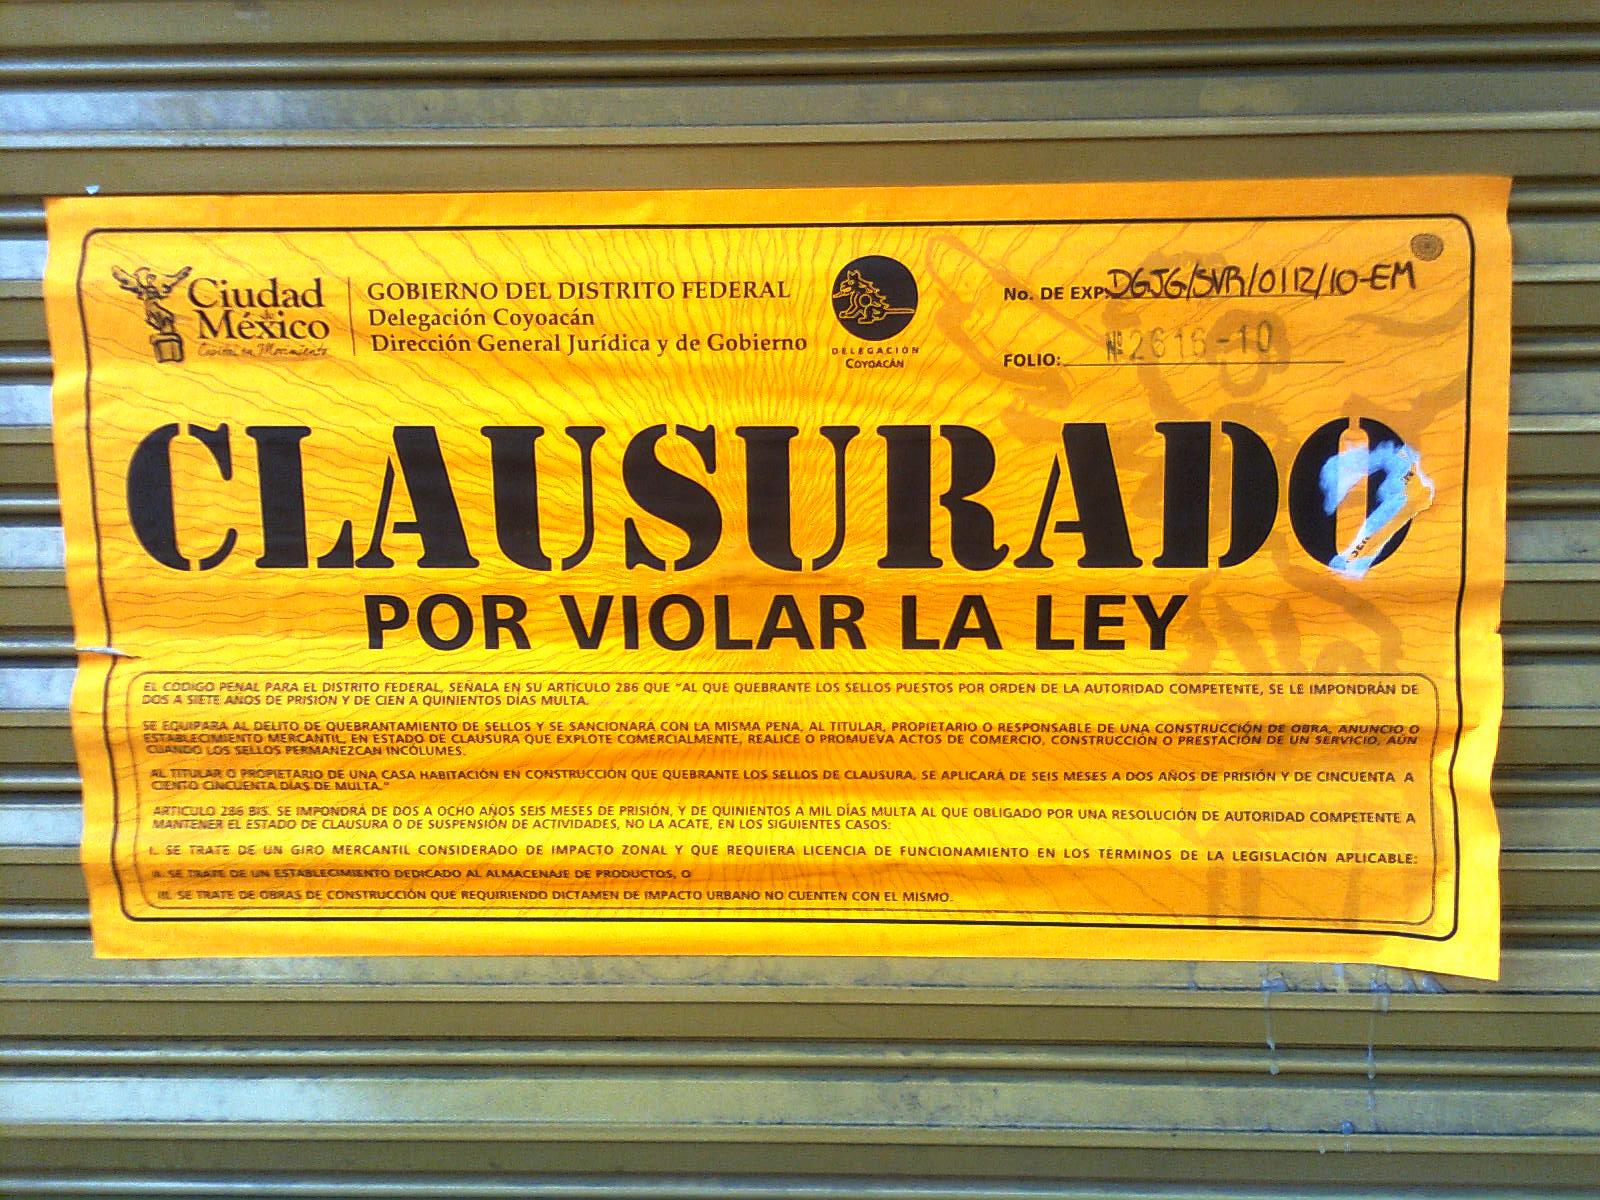 Ciudad
de
México
Capital en Movimiento
GOBIERNO DEL DISTRITO FEDERAL
Delegación Coyoacán
Dirección General Jurídica y de Gobierno
DELEGACIÓN
COYOACÁN
No. DE EXP: DGJG/SVR/0112/10-EM
FOLIO: Nº 2616-10
CLAUSURADO
POR VIOLAR LA LEY
EL CÓDIGO PENAL PARA EL DISTRITO FEDERAL, SEÑALA EN SU ARTÍCULO 286 QUE "AL QUE QUEBRANTE LOS SELLOS PUESTOS POR ORDEN DE LA AUTORIDAD COMPETENTE, SE LE IMPONDRÁN DE
DOS A SIETE AÑOS DE PRISIÓN Y DE CIEN A QUINIENTOS DÍAS MULTA.
SE EQUIPARA AL DELITO DE QUEBRANTAMIENTO DE SELLOS Y SE SANCIONARÁ CON LA MISMA PENA, AL TITULAR, PROPIETARIO O RESPONSABLE DE UNA CONSTRUCCIÓN DE OBRA, ANUNCIO O
ESTABLECIMIENTO MERCANTIL, EN ESTADO DE CLAUSURA QUE EXPLOTE COMERCIALMENTE, REALICE O PROMUEVA ACTOS DE COMERCIO, CONSTRUCCIÓN O PRESTACIÓN DE UN SERVICIO, AÚN
CUANDO LOS SELLOS PERMANEZCAN INCÓLUMES.
AL TITULAR O PROPIETARIO DE UNA CASA HABITACIÓN EN CONSTRUCCIÓN QUE QUEBRANTE LOS SELLOS DE CLAUSURA, SE APLICARÁ DE SEIS MESES A DOS AÑOS DE PRISIÓN Y DE CINCUENTA A
CIENTO CINCUENTA DÍAS DE MULTA."
ARTICULO 286 BIS. SE IMPONDRÁ DE DOS A OCHO AÑOS SEIS MESES DE PRISIÓN, Y DE QUINIENTOS A MIL DÍAS MULTA AL QUE OBLIGADO POR UNA RESOLUCIÓN DE AUTORIDAD COMPETENTE A
MANTENER EL ESTADO DE CLAUSURA O DE SUSPENSIÓN DE ACTIVIDADES, NO LA ACATE, EN LOS SIGUIENTES CASOS:
I. SE TRATE DE UN GIRO MERCANTIL CONSIDERADO DE IMPACTO ZONAL Y QUE REQUIERA LICENCIA DE FUNCIONAMIENTO EN LOS TÉRMINOS DE LA LEGISLACIÓN APLICABLE:
II. SE TRATE DE UN ESTABLECIMIENTO DEDICADO AL ALMACENAJE DE PRODUCTOS, O
III. SE TRATE DE OBRAS DE CONSTRUCCIÓN QUE REQUIRIENDO DICTAMEN DE IMPACTO URBANO NO CUENTEN CON EL MISMO.